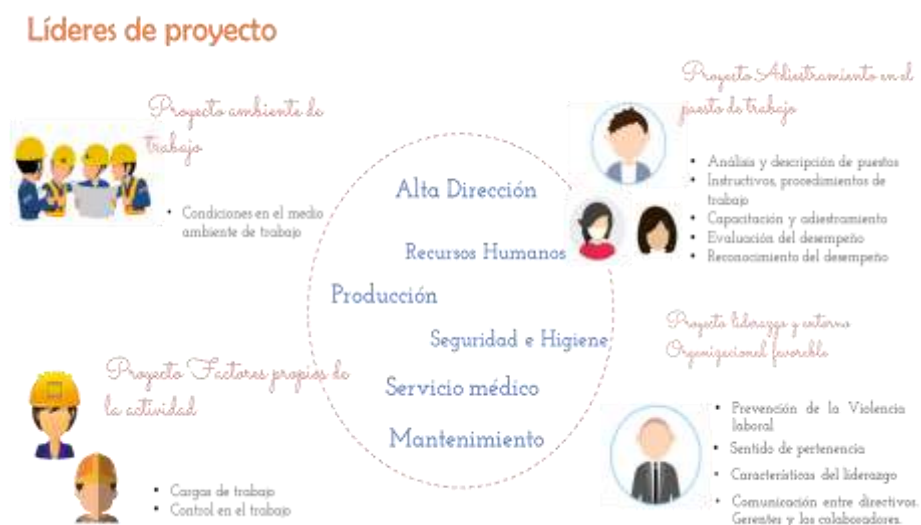 Líderes de proyecto
Proyecto ambiente de
trabajo
• Condiciones en el medio
ambiente de trabajo
Proyecto Adiestramiento en el
puesto de trabajo
• Análisis y descripción de puestos
• Instructivos, procedimientos de
trabajo
• Capacitación y adiestramiento
• Evaluación del desempeño
• Reconocimiento del desempeño
Alta Dirección
Recursos Humanos
Producción
Seguridad e Higiene
Servicio médico
Mantenimiento
Proyecto Factores propios de
la actividad
• Cargas de trabajo
• Control en el trabajo
Proyecto liderazgo y entorno
Organizacional favorable
• Prevención de la Violencia
laboral
• Sentido de pertenencia
• Características del liderazgo
• Comunicación entre directivos.
Gerentes y los colaboradores.